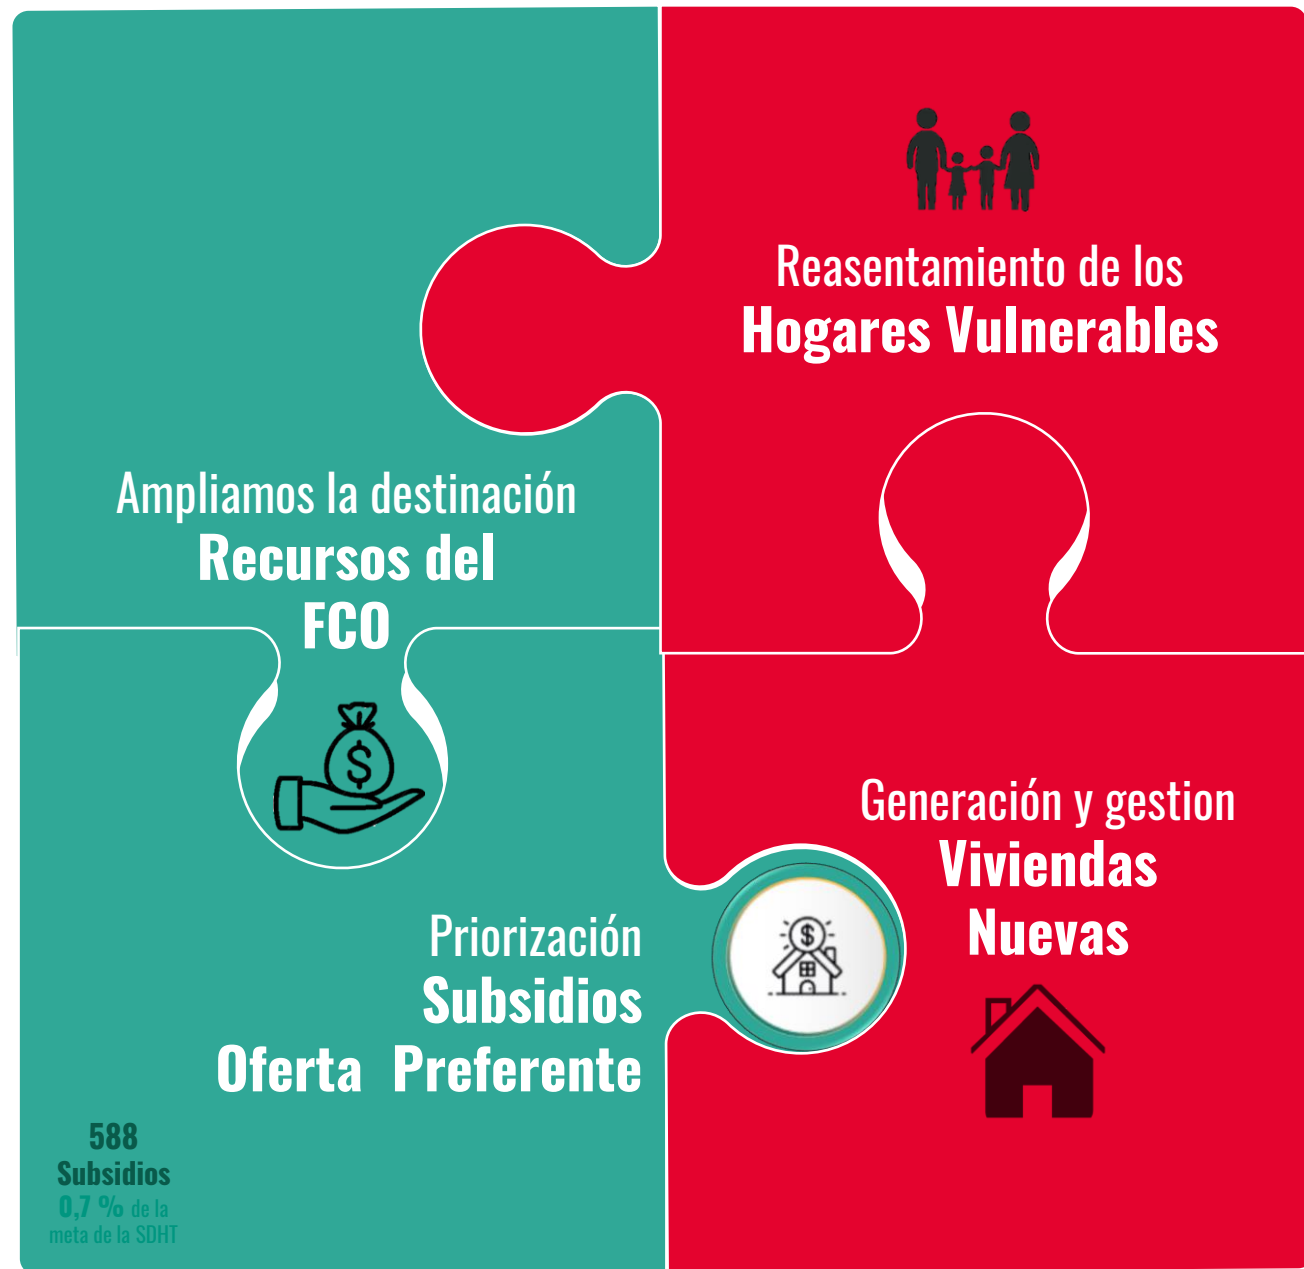 Reasentamiento de los
Hogares Vulnerables
Ampliamos la destinación
Recursos del
FCO
$
Generación y gestion
Viviendas
Nuevas
$
Priorización
Subsidios
Oferta Preferente
588
Subsidios
0,7 % de la
meta de la SDHT